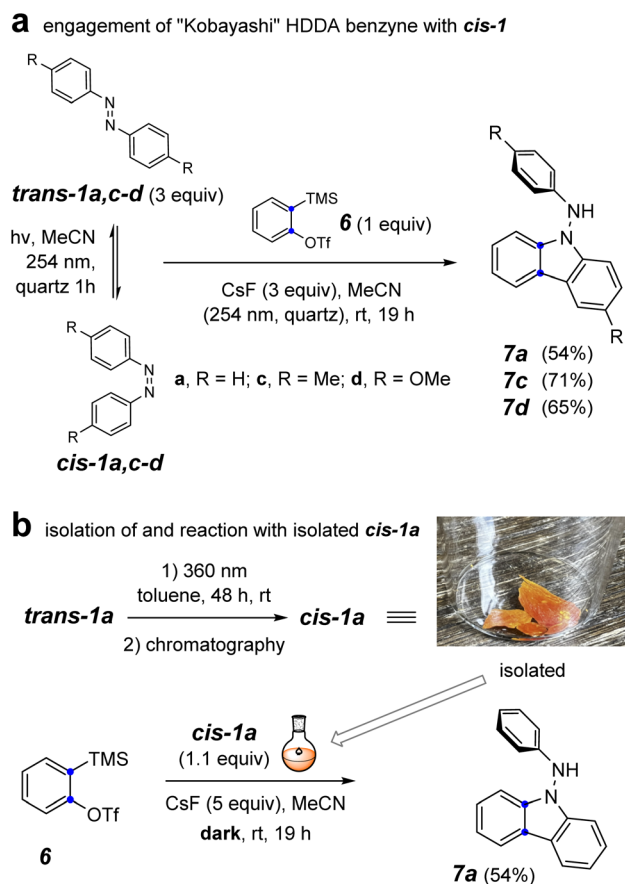 a engagement of "Kobayashi" HDDA benzyne with cis-1
R
N
N
R
trans-1a,c-d (3 equiv)
hv, MeCN
254 nm,
quartz 1h
TMS
OTf
6 (1 equiv)
CsF (3 equiv), MeCN
(254 nm, quartz), rt, 19 h
R
NH
N
R
7a (54%)
7c (71%)
7d (65%)
R
N
N
R
cis-1a,c-d
a, R = H; c, R = Me; d, R = OMe
b isolation of and reaction with isolated cis-1a
trans-1a
1) 360 nm
toluene, 48 h, rt
2) chromatography
cis-1a
isolated
TMS
OTf
6
cis-1a
(1.1 equiv)
CsF (5 equiv), MeCN
dark, rt, 19 h
NH
N
7a (54%)